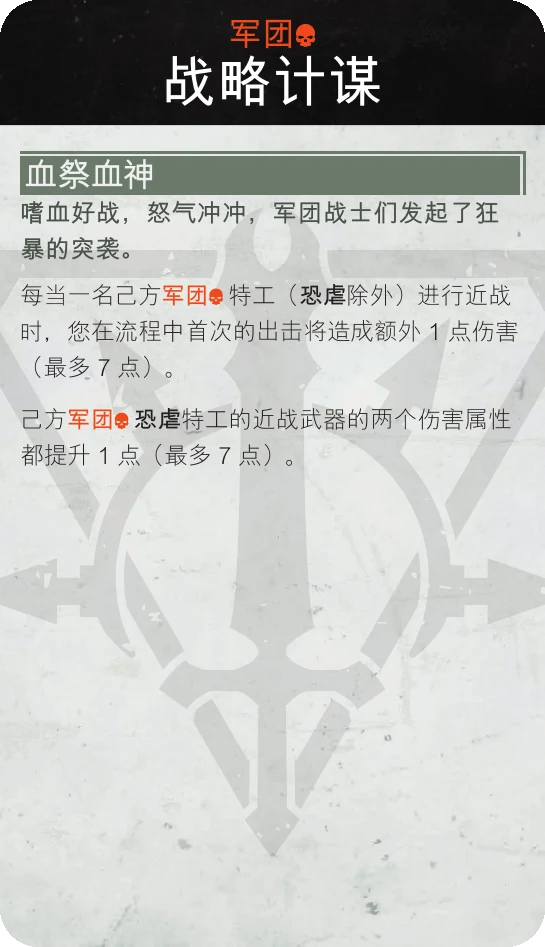 军团
战略计谋
血祭血神
嗜血好战，怒气冲冲，军团战士们发起了狂
暴的突袭。
每当一名己方军团特工（恐虐除外）进行近战
时，您在流程中首次的出击将造成额外 1 点伤害
（最多 7 点）。
己方军团恐虐特工的近战武器的两个伤害属性
都提升 1 点（最多 7 点）。